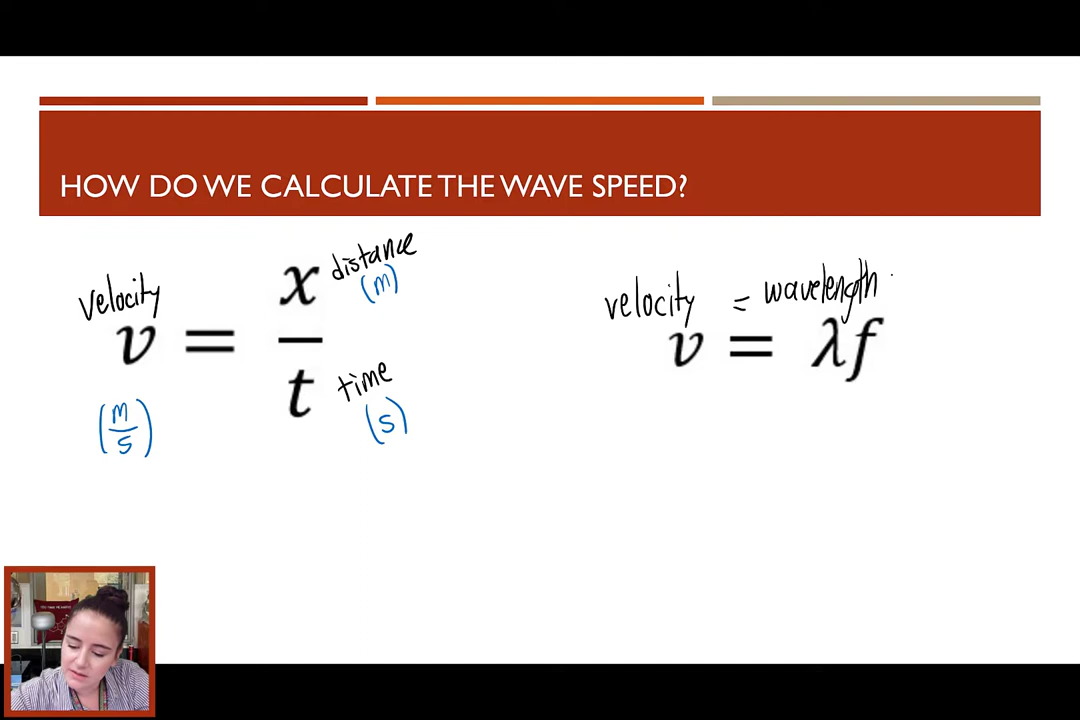 HOW DO WE CALCULATE THE WAVE SPEED?
velocity
v = x/t
distance
(m)
time
(s)
(m/s)
velocity = wavelength ·
v = λf